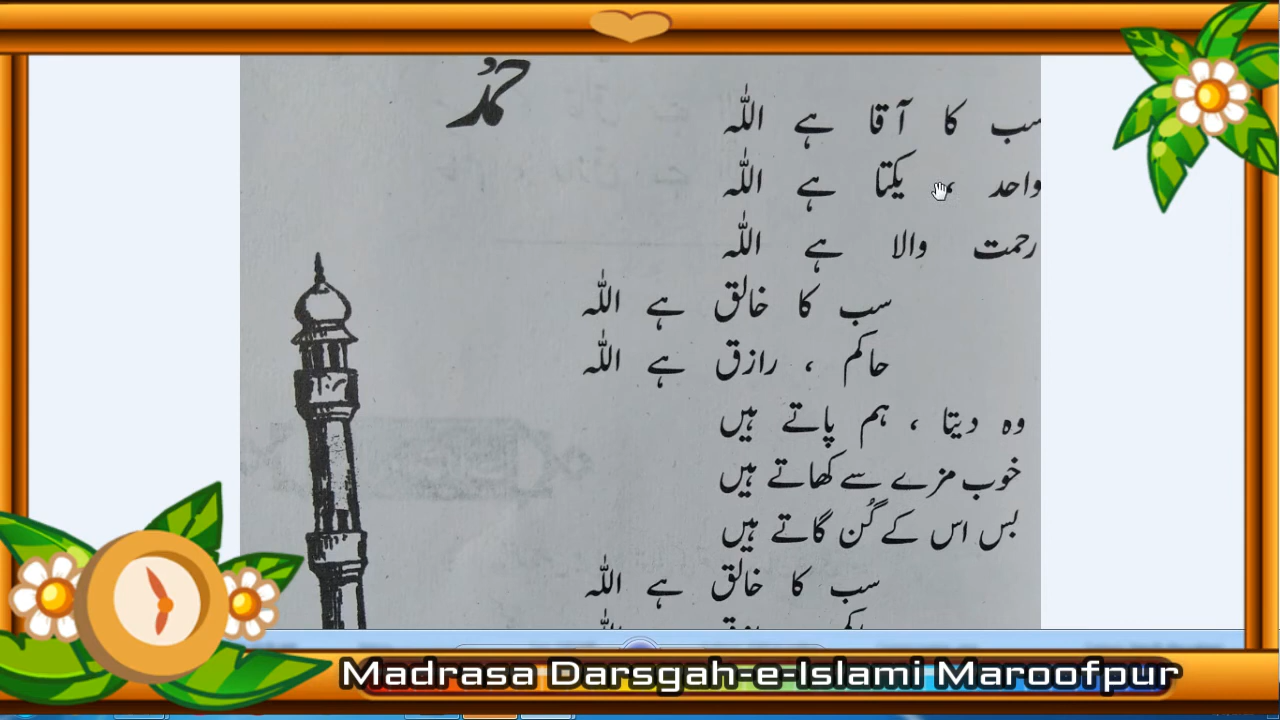 حمد
سب کا آقا ہے اللہ
واحد ، یکتا ہے اللہ
رحمت والا ہے اللہ
سب کا خالق ہے اللہ
حاکم ، رازق ہے اللہ
وہ دیتا ، ہم پاتے ہیں
خوب مزے سے کھاتے ہیں
بس اس کے گُن گاتے ہیں
سب کا خالق ہے اللہ
Madrasa Darsgah-e-Islami Maroofpur